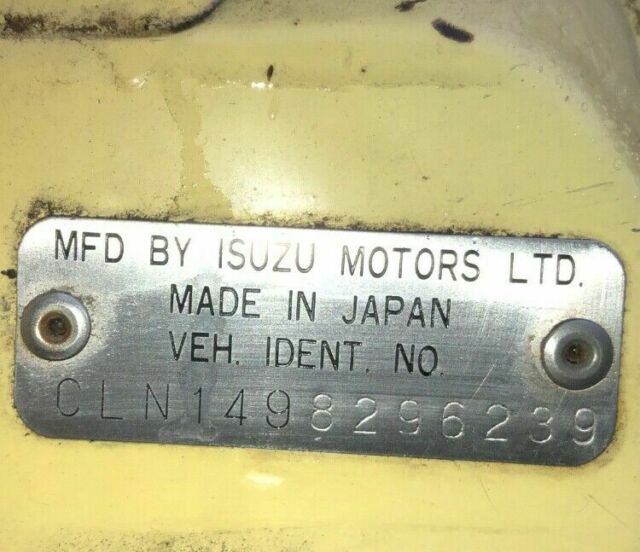 MFD BY ISUZU MOTORS LTD.
MADE IN JAPAN
VEH. IDENT. NO.
CLN1498296239